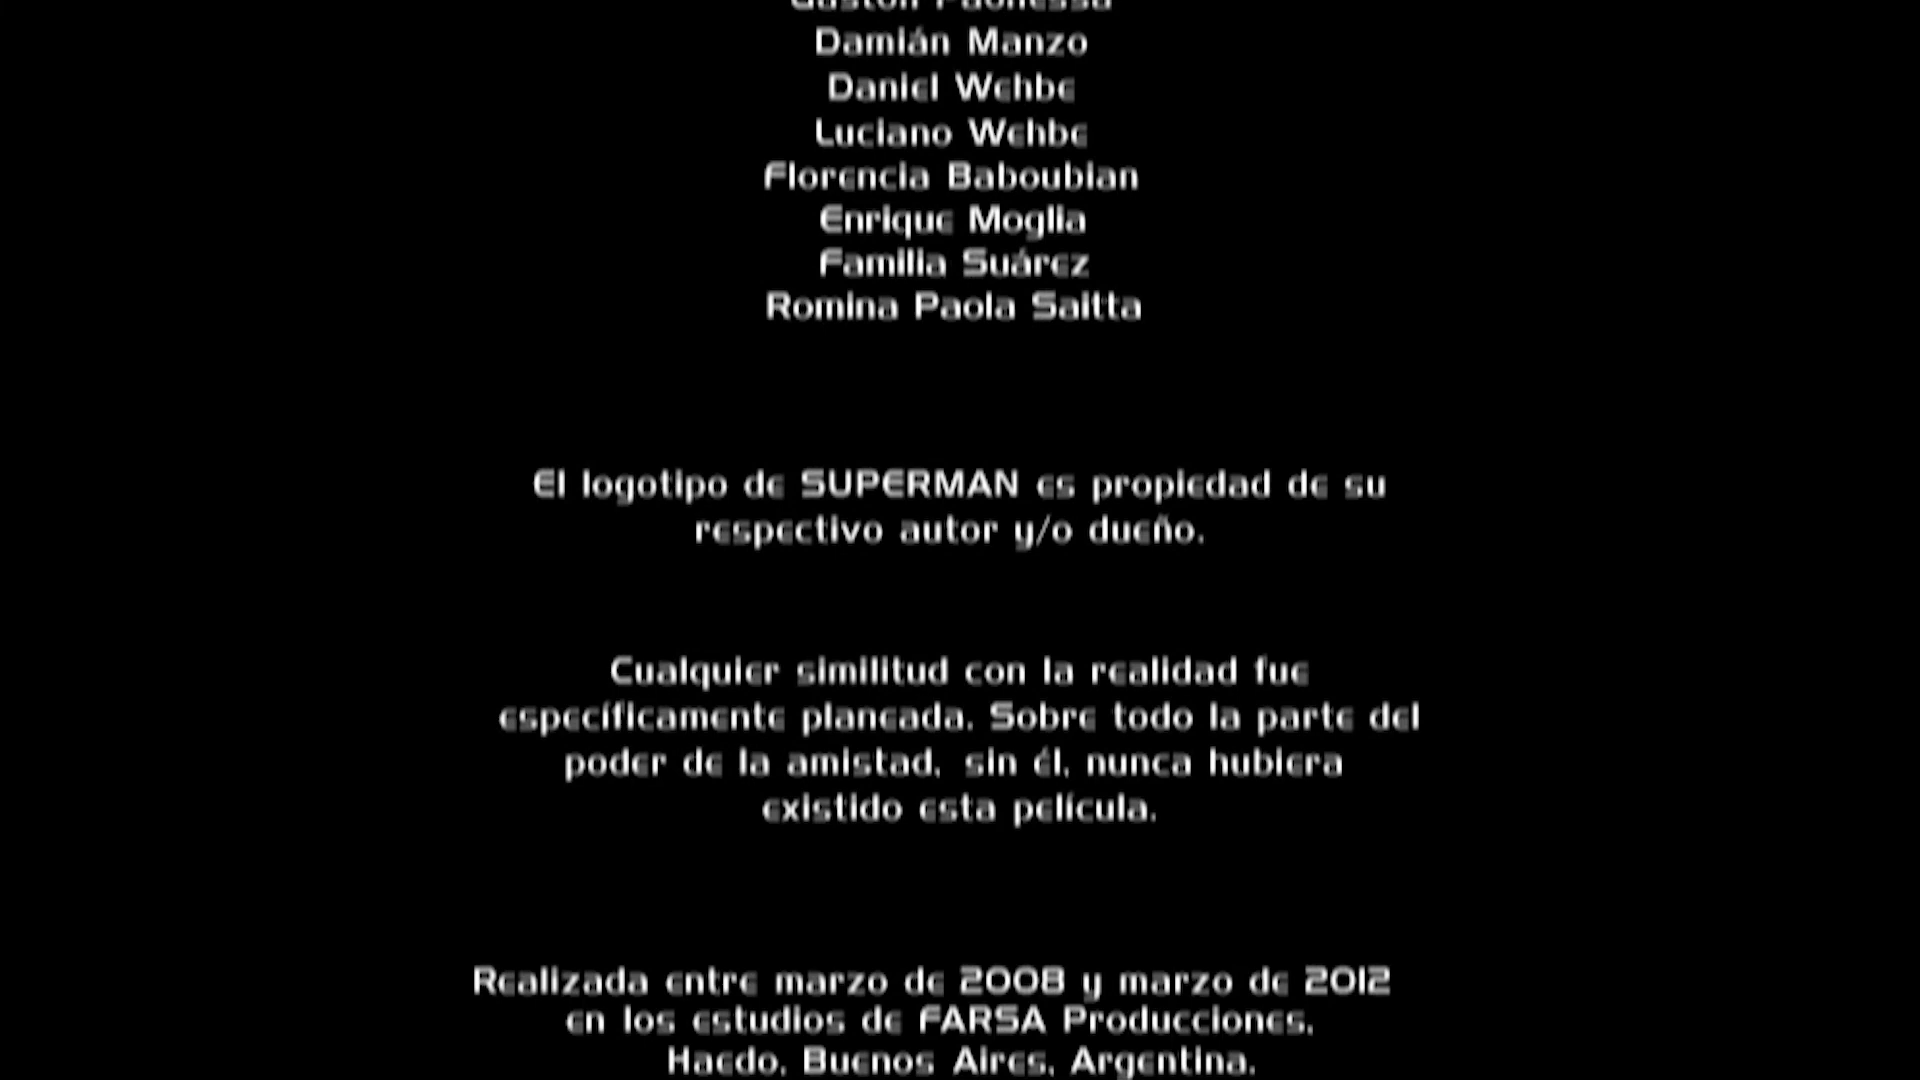 Damián Manzo
Daniel Wehbe
Luciano Wehbe
Florencia Baboubian
Enrique Moglia
Familia Suárez
Romina Paola Saitta
El logotipo de SUPERMAN es propiedad de su
respectivo autor y/o dueño.
Cualquier similitud con la realidad fue
específicamente planeada. Sobre todo la parte del
poder de la amistad, sin él, nunca hubiera
existido esta película.
Realizada entre marzo de 2008 y marzo de 2012
en los estudios de FARSA Producciones,
Haedo, Buenos Aires, Argentina.